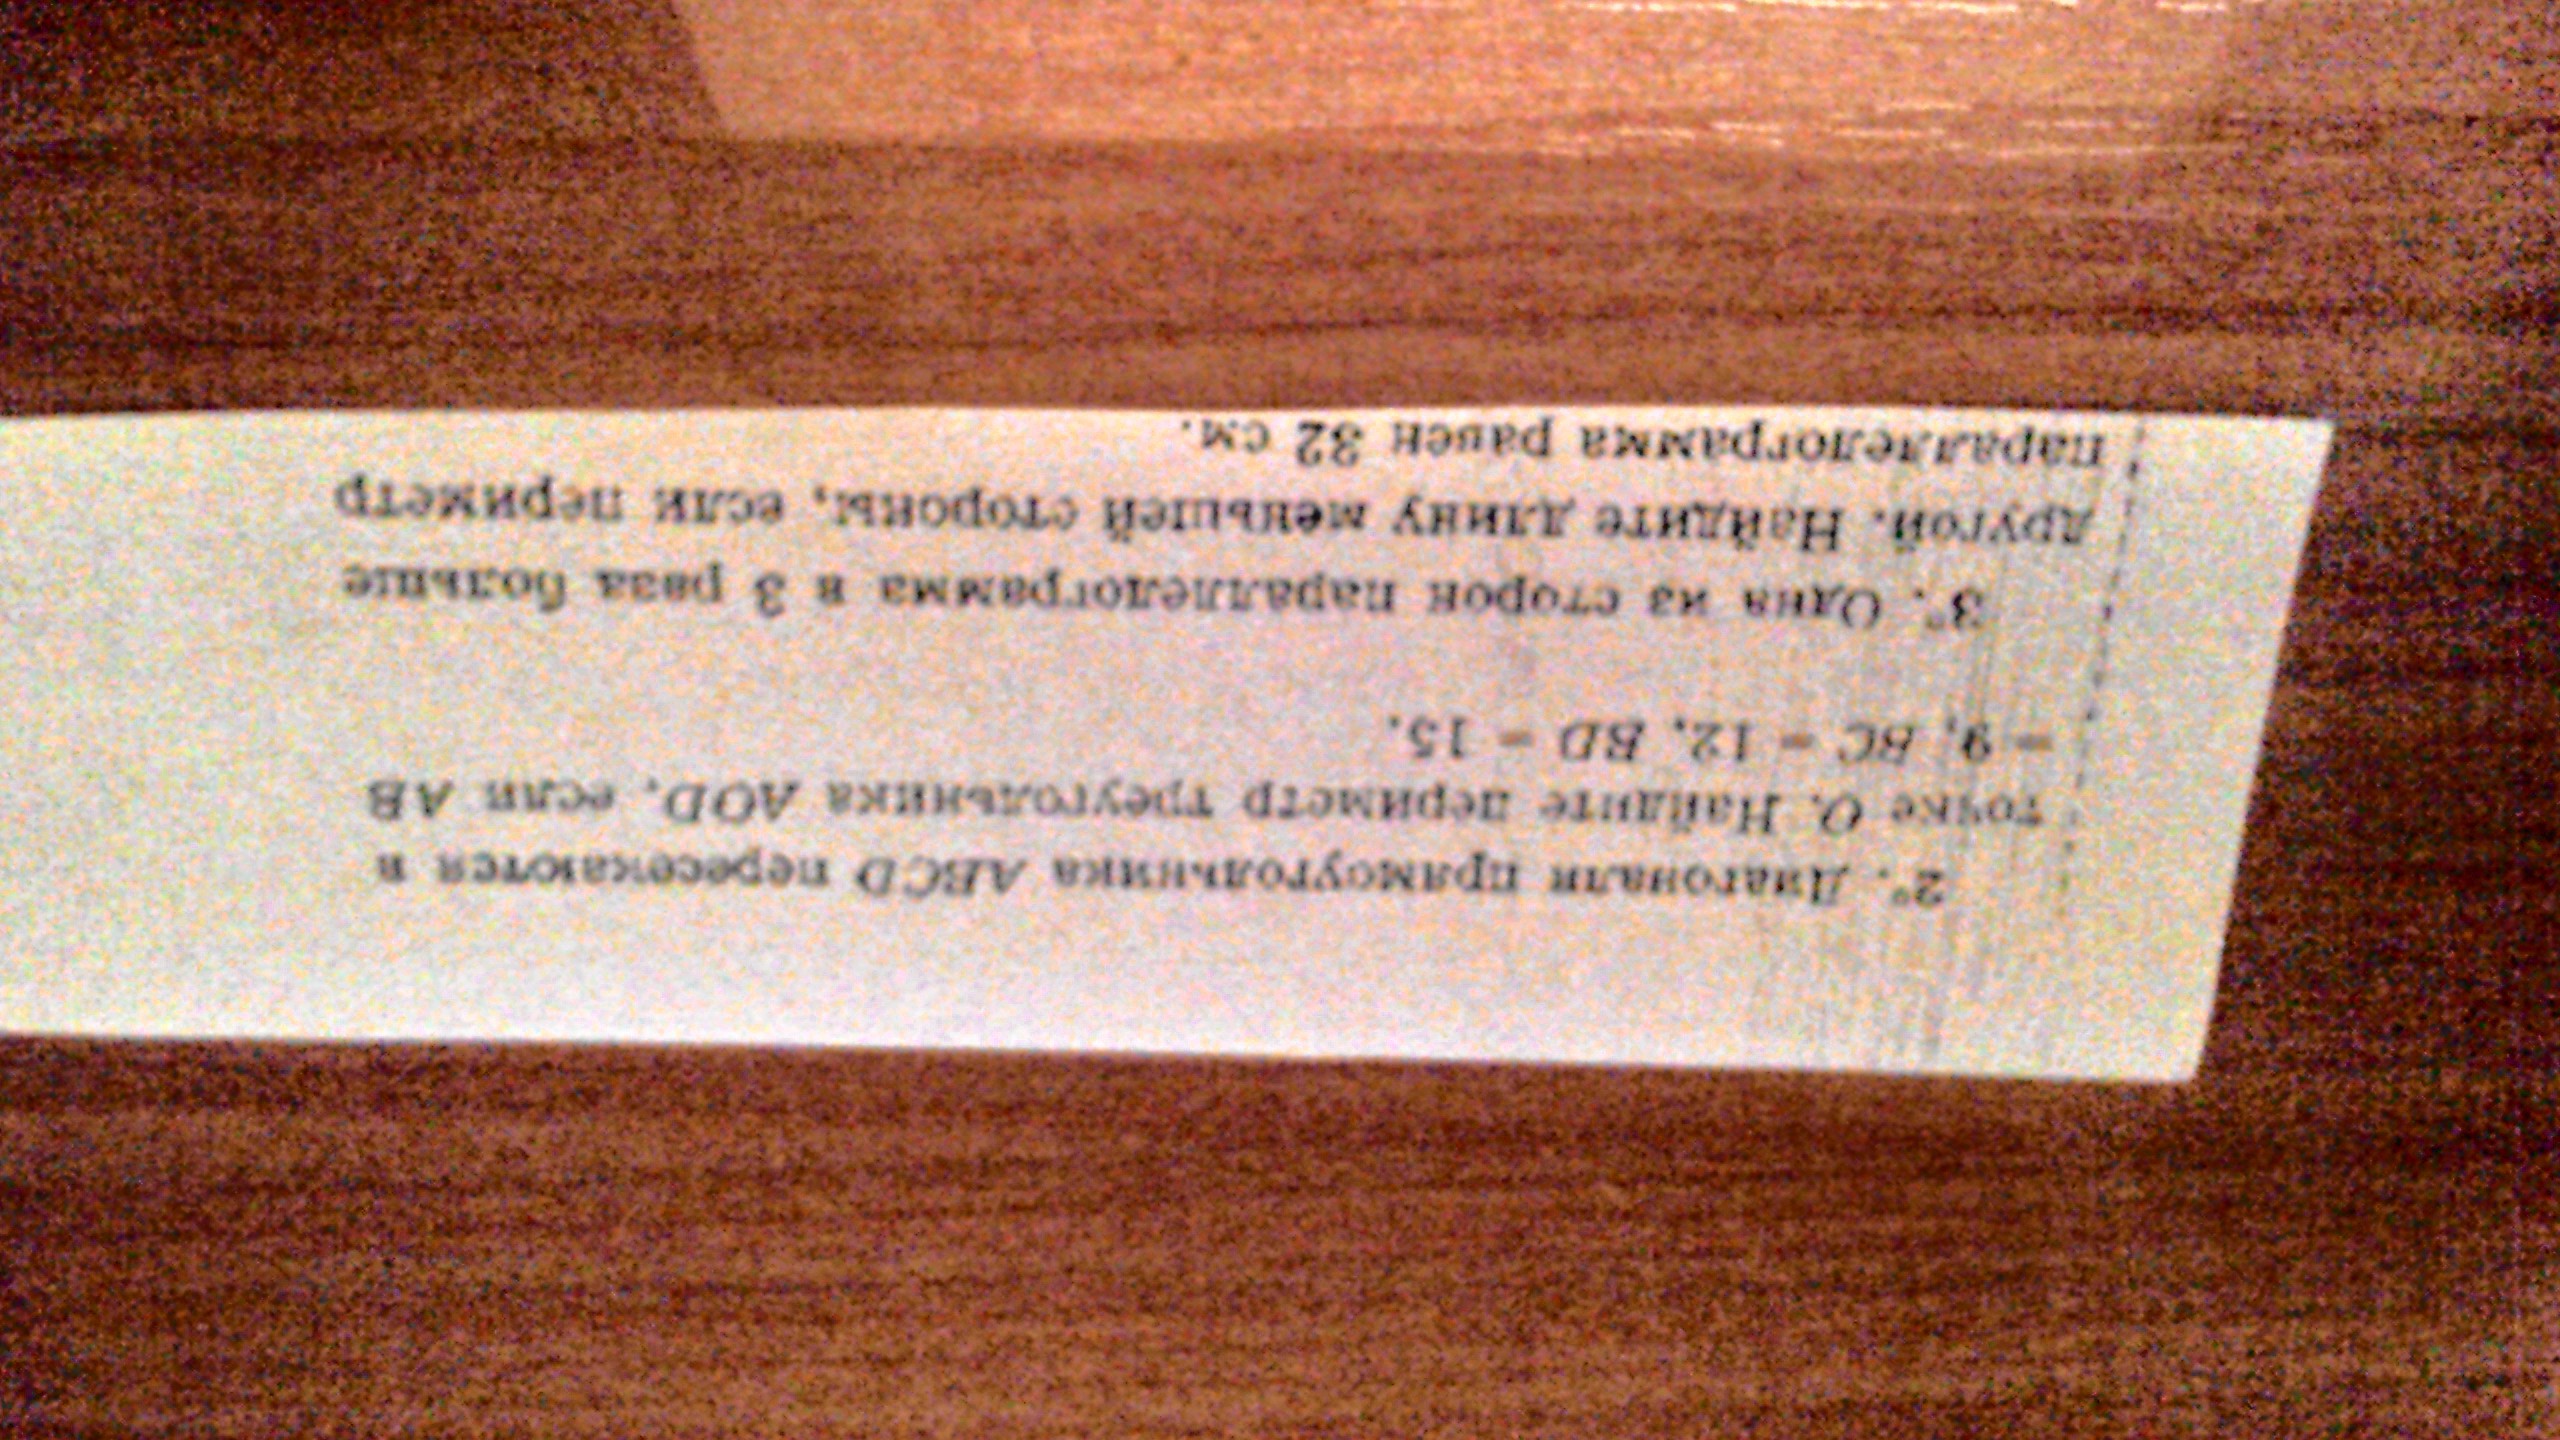 2°. Диагонали прямоугольника ABCD пересекаются в
точке O. Найдите периметр треугольника AOD, если AB
= 9, BC = 12, BD = 15.
3°. Одна из сторон параллелограмма в 3 раза больше
другой. Найдите длину меньшей стороны, если периметр
параллелограмма равен 32 см.